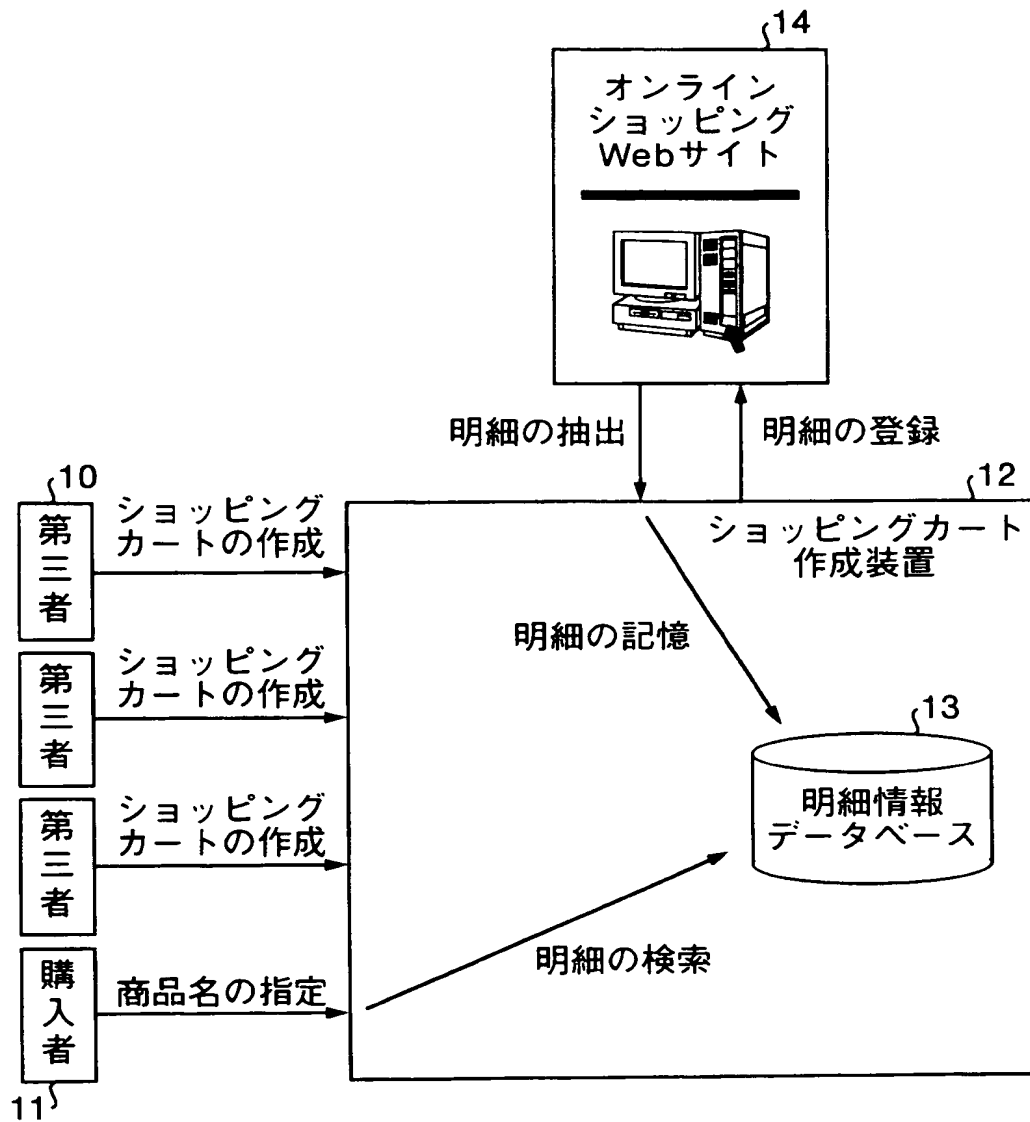 14
オンライン
ショッピング
Webサイト
明細の抽出
明細の登録
10
第三者
ショッピング
カートの作成
12
ショッピングカート
作成装置
明細の記憶
第三者
ショッピング
カートの作成
13
明細情報
データベース
第三者
ショッピング
カートの作成
明細の検索
購入者
商品名の指定
11